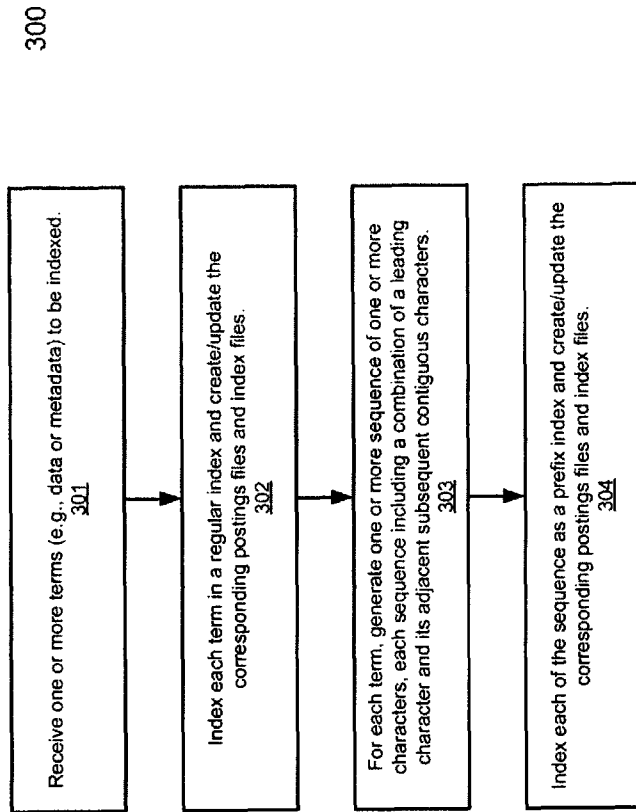 300
Receive one or more terms (e.g., data or metadata) to be indexed.
301
Index each term in a regular index and create/update the
corresponding postings files and index files.
302
For each term, generate one or more sequence of one or more
characters, each sequence including a combination of a leading
character and its adjacent subsequent contiguous characters.
303
Index each of the sequence as a prefix index and create/update the
corresponding postings files and index files.
304